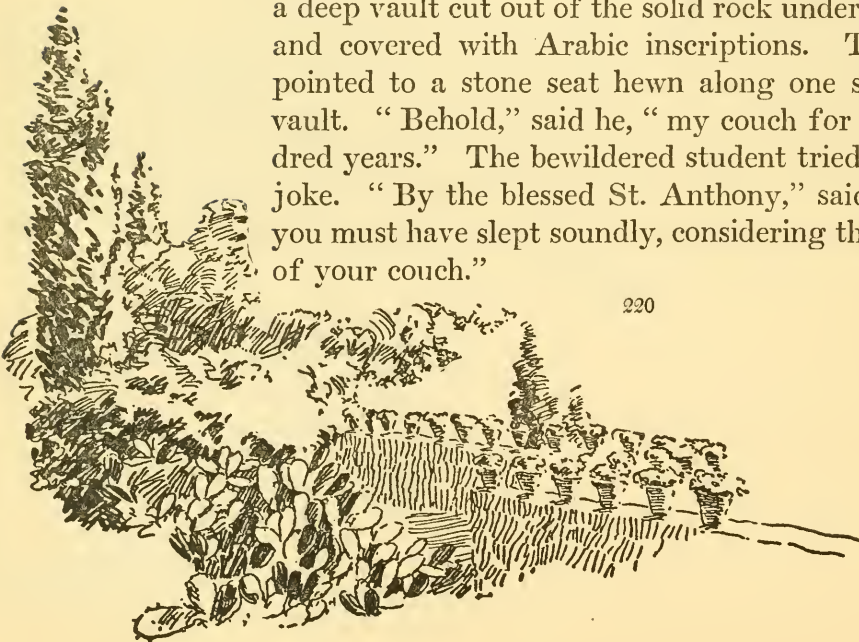 a deep vault cut out of the solid rock under
and covered with Arabic inscriptions. T
pointed to a stone seat hewn along one s
vault. “ Behold,” said he, “ my couch for
dred years.” The bewildered student tried
joke. “ By the blessed St. Anthony,” said
you must have slept soundly, considering th
of your couch.”
220